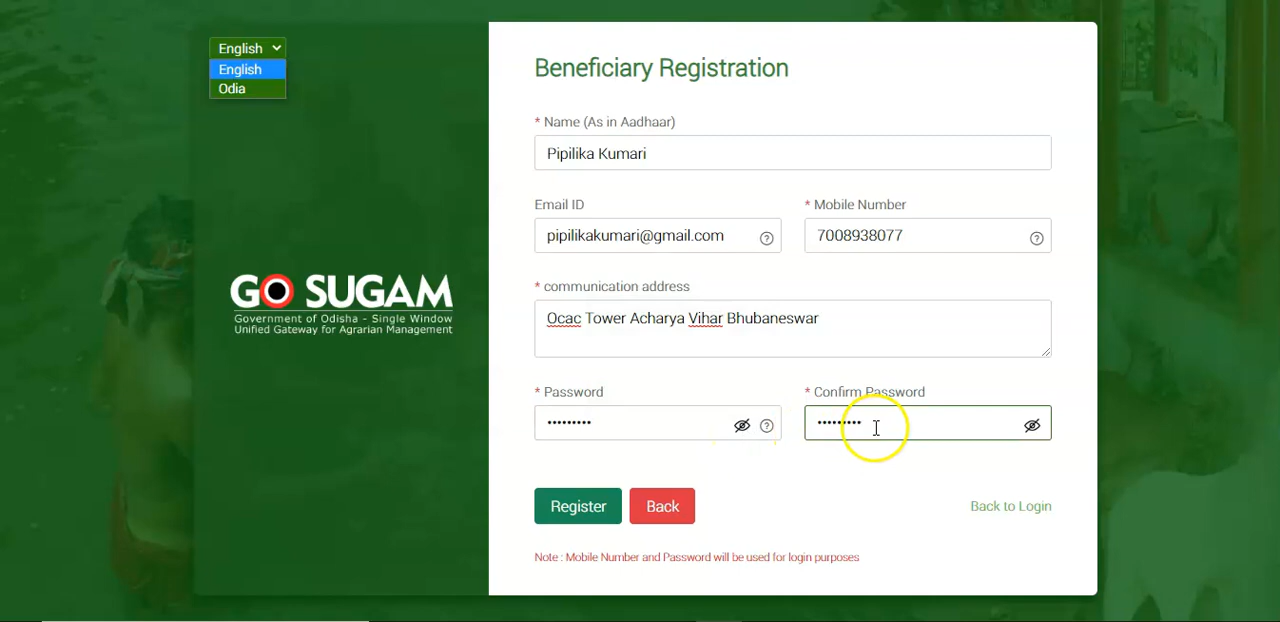 English
English
Odia
GO SUGAM
Government of Odisha - Single Window
Unified Gateway for Agrarian Management
Beneficiary Registration
* Name (As in Aadhaar)
Pipilika Kumari
Email ID
* Mobile Number
pipilikakumari@gmail.com
7008938077
* communication address
Ocac Tower Acharya Vihar Bhubaneswar
* Password
* Confirm Password
•••••••••
•••••••••
Register
Back
Back to Login
Note : Mobile Number and Password will be used for login purposes